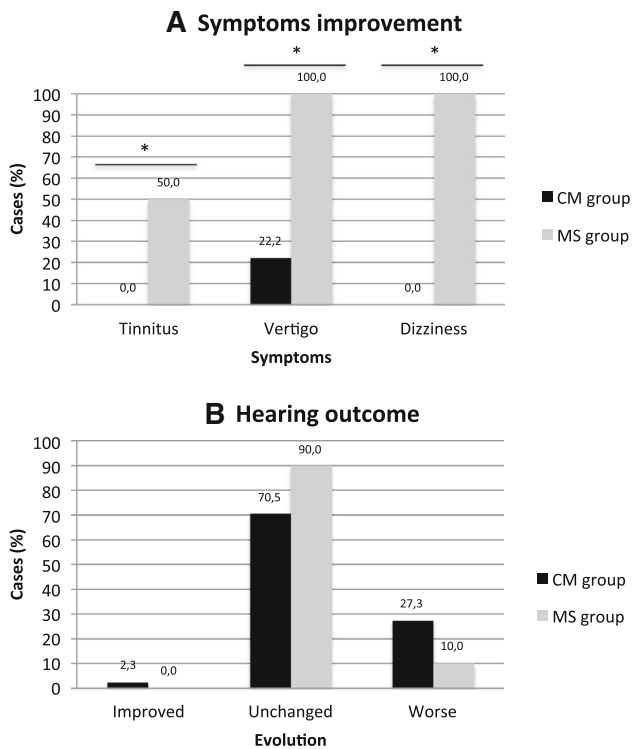 A Symptoms improvement
* *
100,0 100,0
100
90
80
70
*
60
50,0
50
40
30
22,2
20
10
0,0 0,0
0
Cases (%)
Tinnitus Vertigo Dizziness
Symptoms
CM group
MS group
B Hearing outcome
100
90,0
90
80
70,5
70
60
50
40
30
27,3
20
10,0
10
2,3 0,0
0
Cases (%)
Improved Unchanged Worse
Evolution
CM group
MS group